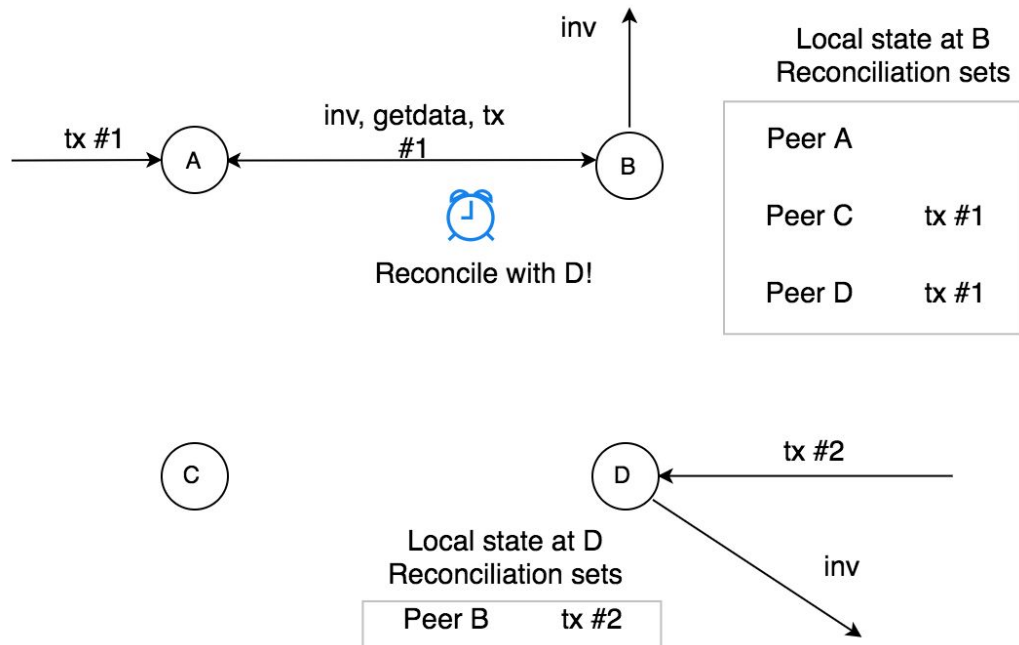 inv
Local state at B
Reconciliation sets
tx #1
inv, getdata, tx
#1
A
B
Peer A
Peer C tx #1
Reconcile with D!
Peer D tx #1
C
D
tx #2
Local state at D
Reconciliation sets
inv
Peer B tx #2